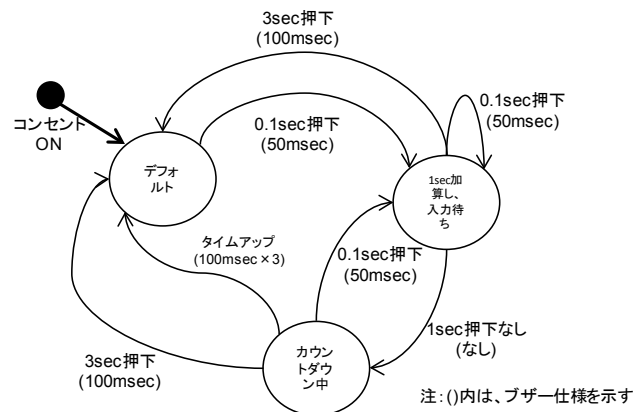 3sec押下
(100msec)
0.1sec押下
(50msec)
コンセント
ON
0.1sec押下
(50msec)
デフォ
ルト
1sec加
算し、
入力待
ち
タイムアップ
(100msec×3)
0.1sec押下
(50msec)
1sec押下なし
(なし)
3sec押下
(100msec)
カウン
トダウ
ン中
注：()内は、ブザー仕様を示す